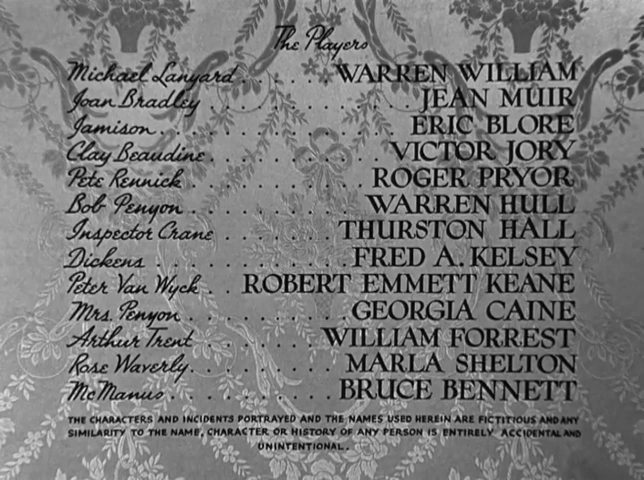 The Players
Michael Lanyard . . . . . . WARREN WILLIAM
Joan Bradley . . . . . . . . . JEAN MUIR
Jamison . . . . . . . . . . . ERIC BLORE
Clay Beaudine . . . . . . . . VICTOR JORY
Pete Rennick . . . . . . . . ROGER PRYOR
Bob Penyon . . . . . . . . WARREN HULL
Inspector Crane . . . . . THURSTON HALL
Dickens . . . . . . . . . FRED A. KELSEY
Peter Van Wyck . . ROBERT EMMETT KEANE
Mrs. Penyon . . . . . . . GEORGIA CAINE
Arthur Trent . . . . . WILLIAM FORREST
Rose Waverly . . . . . . . MARLA SHELTON
McManus . . . . . . . . BRUCE BENNETT
THE CHARACTERS AND INCIDENTS PORTRAYED AND THE NAMES USED HEREIN ARE FICTITIOUS AND ANY
SIMILARITY TO THE NAME, CHARACTER OR HISTORY OF ANY PERSON IS ENTIRELY ACCIDENTAL AND
UNINTENTIONAL.